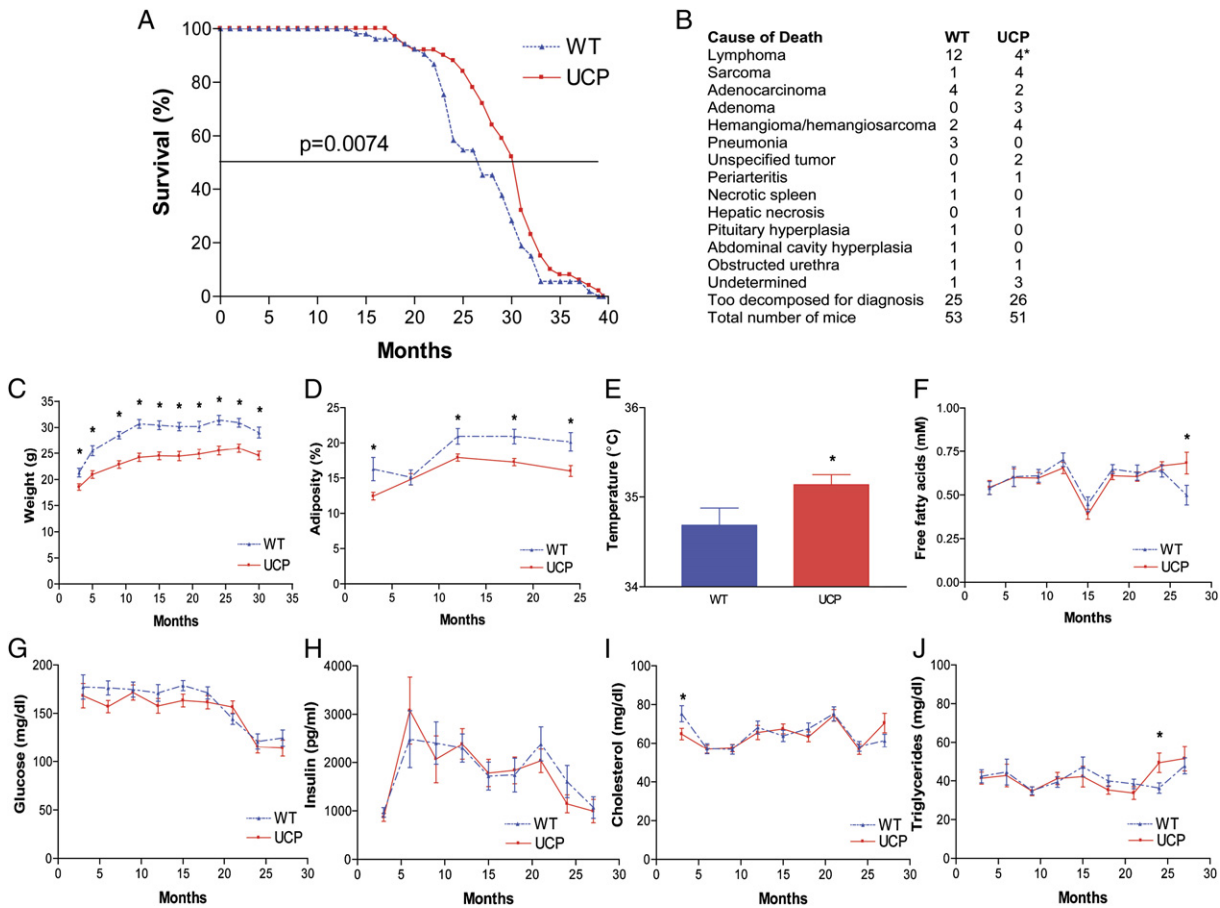 A
Survival (%)
100
80
60
40
20
0
p=0.0074
WT
UCP
0 5 10 15 20 25 30 35 40
Months
B
Cause of Death WT UCP
Lymphoma 12 4*
Sarcoma 1 4
Adenocarcinoma 4 2
Adenoma 0 3
Hemangioma/hemangiosarcoma 2 4
Pneumonia 3 0
Unspecified tumor 0 2
Periarteritis 1 1
Necrotic spleen 1 0
Hepatic necrosis 0 1
Pituitary hyperplasia 1 0
Abdominal cavity hyperplasia 1 0
Obstructed urethra 1 1
Undetermined 1 3
Too decomposed for diagnosis 25 26
Total number of mice 53 51
C
Weight (g)
35
30
25
20
15
10
5
0
* * * * * * * * * *
WT
UCP
0 5 10 15 20 25 30 35
Months
D
Adiposity (%)
25
20
15
10
5
0
* * * *
WT
UCP
0 5 10 15 20 25
Months
E
Temperature (°C)
36
35
34
*
WT UCP
F
Free fatty acids (mM)
1.00
0.75
0.50
0.25
0.00
*
WT
UCP
0 10 20 30
Months
G
Glucose (mg/dl)
200
150
100
50
0
WT
UCP
0 5 10 15 20 25 30
Months
H
Insulin (pg/ml)
4000
3000
2000
1000
0
WT
UCP
0 5 10 15 20 25 30
Months
I
Cholesterol (mg/dl)
100
80
60
40
60
0
*
WT
UCP
0 5 10 15 20 25 30
Months
J
Triglycerides (mg/dl)
100
80
60
40
60
0
*
WT
UCP
0 5 10 15 20 25 30
Months